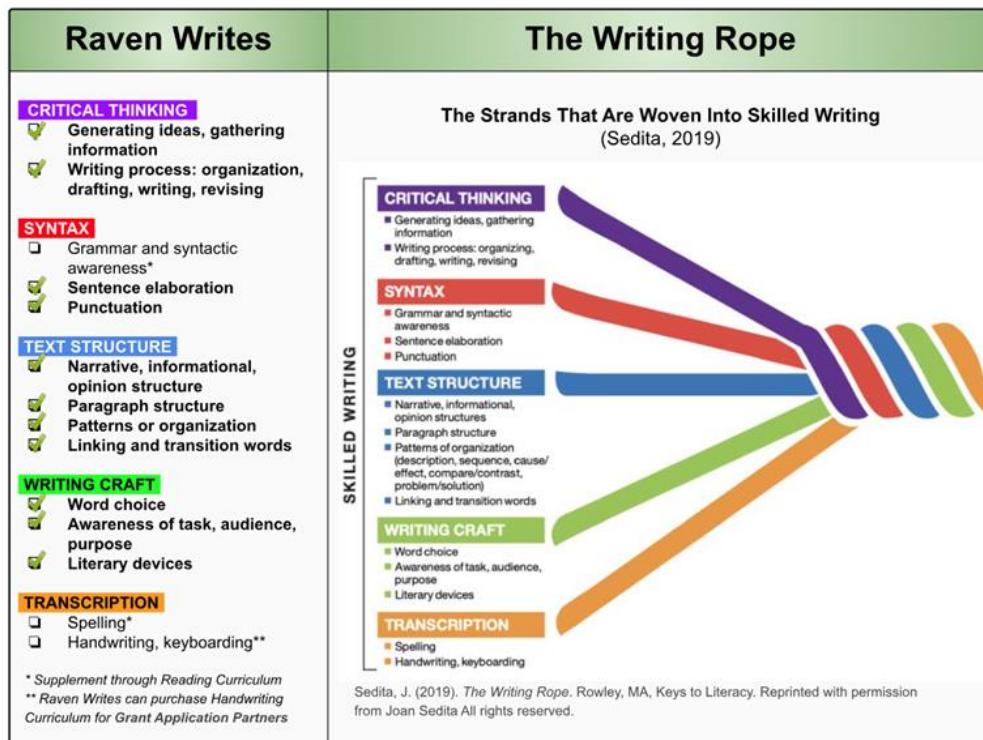 Raven Writes
CRITICAL THINKING
Generating ideas, gathering
information
Writing process: organization,
drafting, writing, revising
SYNTAX
Grammar and syntactic
awareness*
Sentence elaboration
Punctuation
TEXT STRUCTURE
Narrative, informational,
opinion structure
Paragraph structure
Patterns or organization
Linking and transition words
WRITING CRAFT
Word choice
Awareness of task, audience,
purpose
Literary devices
TRANSCRIPTION
Spelling*
Handwriting, keyboarding**
* Supplement through Reading Curriculum
** Raven Writes can purchase Handwriting
Curriculum for Grant Application Partners
The Writing Rope
The Strands That Are Woven Into Skilled Writing
(Sedita, 2019)
SKILLED WRITING
CRITICAL THINKING
Generating ideas, gathering
information
Writing process: organizing,
drafting, writing, revising
SYNTAX
Grammar and syntactic
awareness
Sentence elaboration
Punctuation
TEXT STRUCTURE
Narrative, informational,
opinion structures
Paragraph structure
Patterns of organization
(description, sequence, cause/
effect, compare/contrast,
problem/solution)
Linking and transition words
WRITING CRAFT
Word choice
Awareness of task, audience,
purpose
Literary devices
TRANSCRIPTION
Spelling
Handwriting, keyboarding
Sedita, J. (2019). The Writing Rope. Rowley, MA, Keys to Literacy. Reprinted with permission
from Joan Sedita All rights reserved.